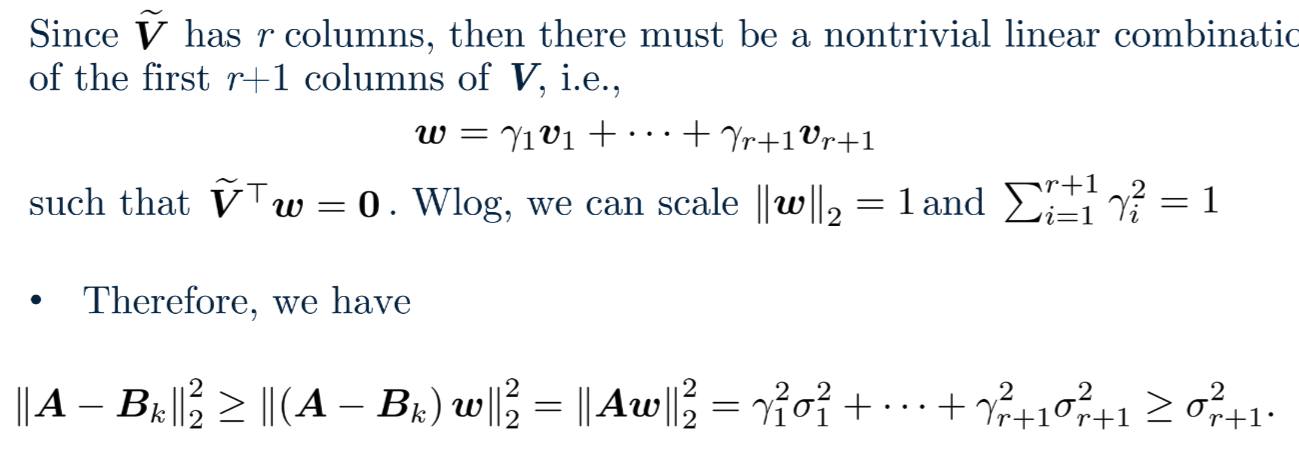 Since Ṽ has r columns, then there must be a nontrivial linear combinatio
of the first r+1 columns of V, i.e.,
w = γ₁v₁ + ··· + γᵣ₊₁vᵣ₊₁
such that Ṽ⊤w = 0. Wlog, we can scale ‖w‖₂ = 1 and ∑ᵢ₌₁ʳ⁺¹ γᵢ² = 1
• Therefore, we have
‖A − Bₖ‖₂² ≥ ‖(A − Bₖ) w‖₂² = ‖Aw‖₂² = γ₁²σ₁² + ··· + γᵣ₊₁²σᵣ₊₁² ≥ σᵣ₊₁².